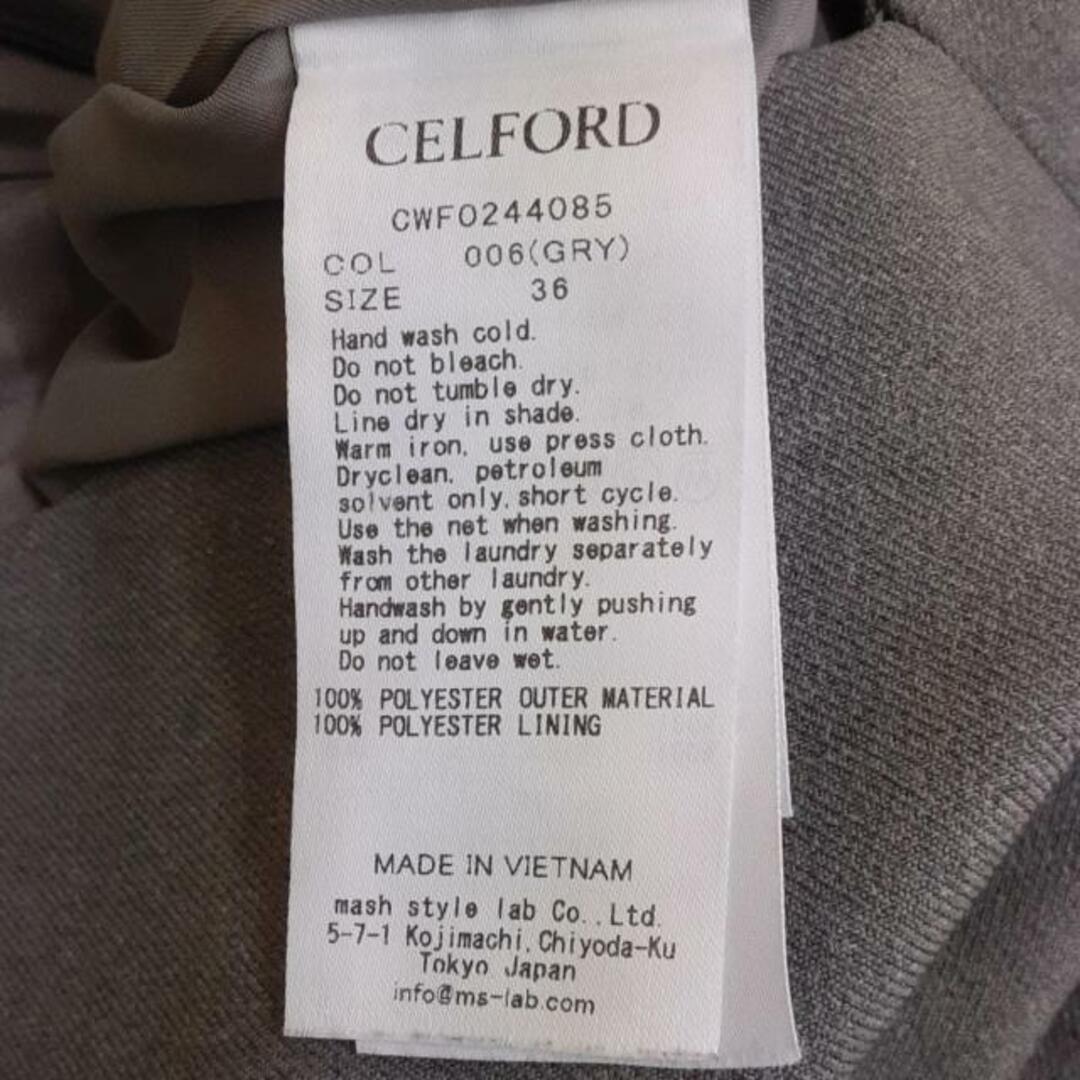 CELFORD
CWFO244085
COL 006(GRY)
SIZE 36
Hand wash cold.
Do not bleach.
Do not tumble dry.
Line dry in shade.
Warm iron, use press cloth.
Dryclean, petroleum
solvent only, short cycle.
Use the net when washing.
Wash the laundry separately
from other laundry.
Handwash by gently pushing
up and down in water.
Do not leave wet.
100% POLYESTER OUTER MATERIAL
100% POLYESTER LINING
MADE IN VIETNAM
mash style lab Co.,Ltd.
5-7-1 Kojimachi,Chiyoda-Ku
Tokyo Japan
info@ms-lab.com